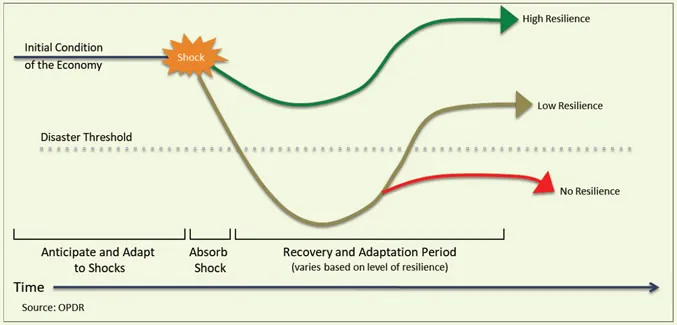 High Resilience
Initial Condition
of the Economy
Shock
Low Resilience
Disaster Threshold
No Resilience
Anticipate and Adapt
to Shocks
Absorb
Shock
Recovery and Adaptation Period
(varies based on level of resilience)
Time
Source: OPDR